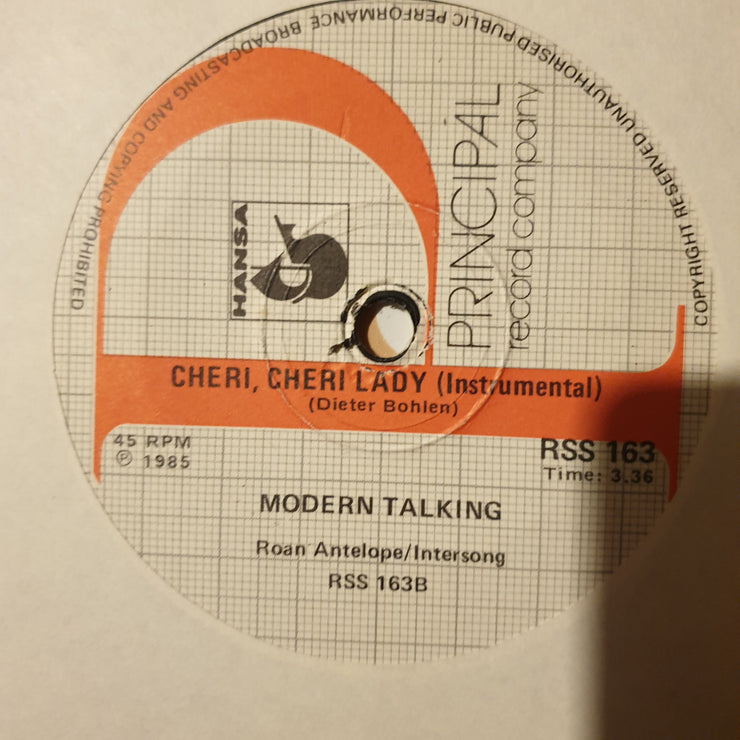 COPYRIGHT RESERVED UNAUTHORISED PUBLIC PERFORMANCE BROADCASTING AND COPYING PROHIBITED
PRINCIPAL
record company
HANSA
CHERI, CHERI LADY (Instrumental)
(Dieter Bohlen)
45 RPM
℗ 1985
RSS 163
Time: 3.36
MODERN TALKING
Roan Antelope/Intersong
RSS 163B